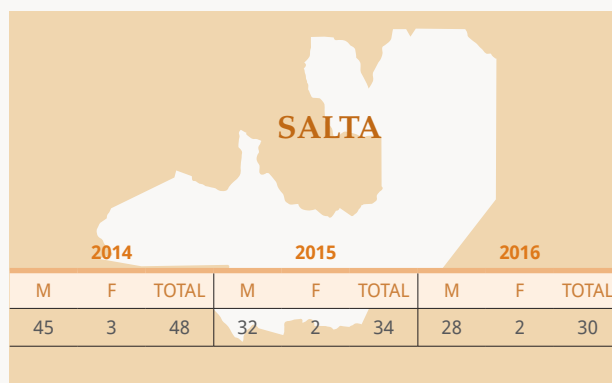 SALTA
2014 2015 2016
M F TOTAL M F TOTAL M F TOTAL
45 3 48 32 2 34 28 2 30